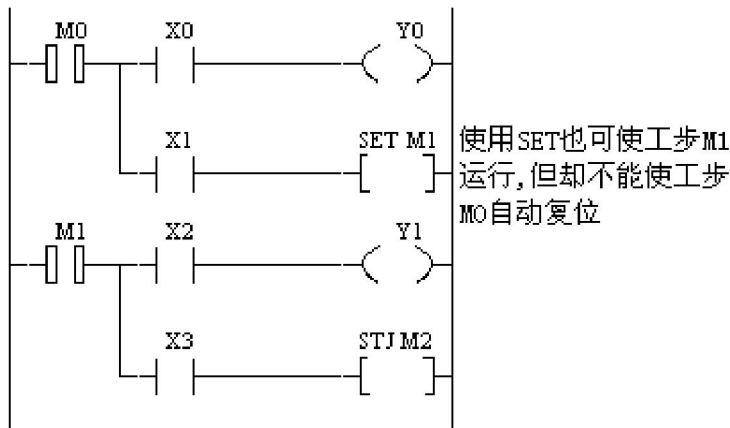 M0 X0 Y0
X1 SET M1
使用SET也可使工步M1
运行,但却不能使工步
M0自动复位
M1 X2 Y1
X3 STJ M2